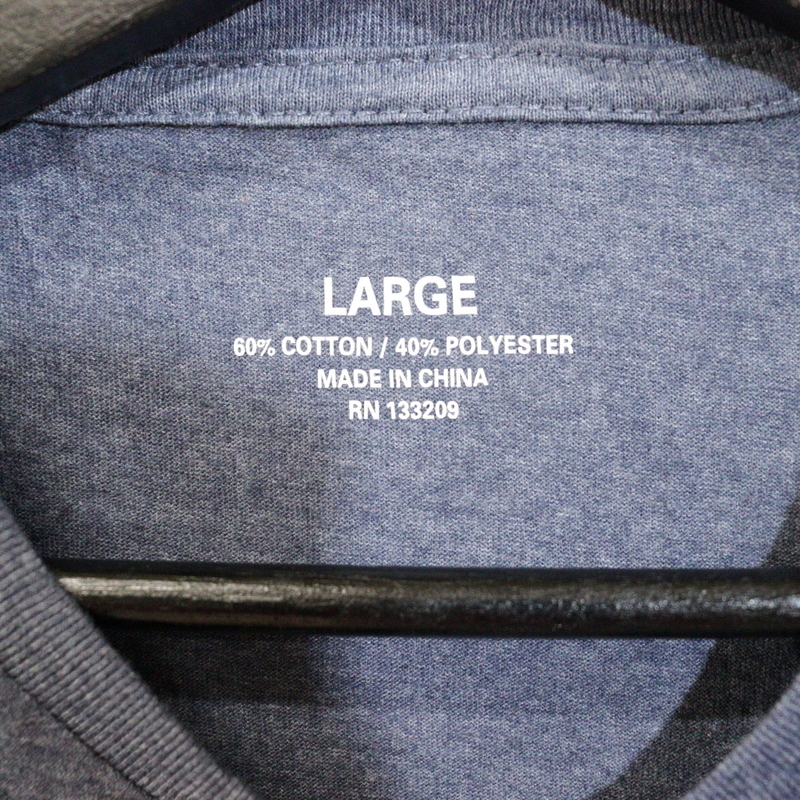 LARGE
60% COTTON / 40% POLYESTER
MADE IN CHINA
RN 133209